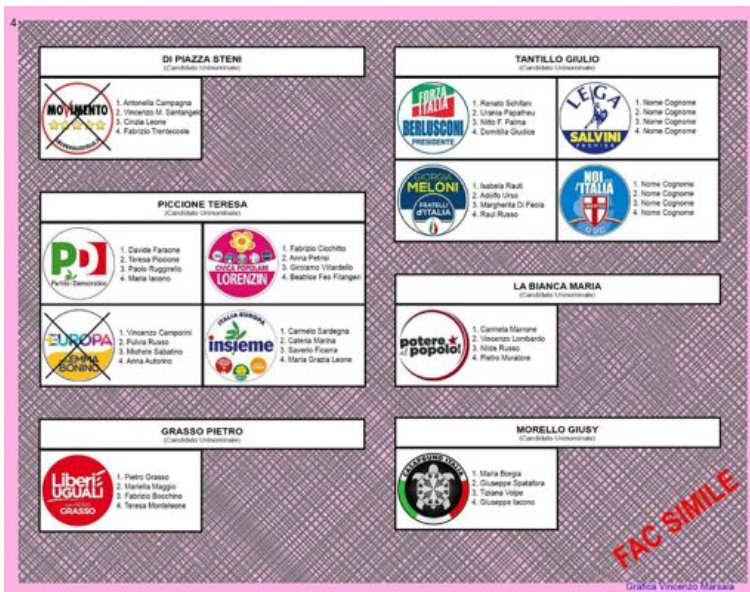 4
DI PIAZZA STENI
(Candidato Uninominale)
MOVIMENTO
1. Antonella Campagna
2. Vincenzo M. Santangelo
3. Cinzia Leone
4. Fabrizio Trentacoste
PICCIONE TERESA
(Candidato Uninominale)
PD
Partito Democratico
1. Davide Faraone
2. Teresa Piccione
3. Paolo Ruggirello
4. Maria Iacono
CIVICA POPOLARE
LORENZIN
1. Fabrizio Cicchitto
2. Anna Petrisi
3. Girolamo Villardello
4. Beatrice Feo Filangeri
EUROPA
EMMA
BONINO
1. Vincenzo Camporini
2. Fulvia Russo
3. Michele Sabatino
4. Anna Autorino
ITALIA EUROPA
insieme
1. Carmelo Sardegna
2. Cateria Marina
3. Saverio Ficarra
4. Maria Grazia Leone
GRASSO PIETRO
(Candidato Uninominale)
Liberi e
UGUALI
GRASSO
1. Pietro Grasso
2. Mariella Maggio
3. Fabrizio Bocchino
4. Teresa Monteleone
TANTILLO GIULIO
(Candidato Uninominale)
FORZA
ITALIA
BERLUSCONI
PRESIDENTE
1. Renato Schifani
2. Urania Papatheu
3. Nitto F. Palma
4. Domitilla Giudice
LEGA
SALVINI
PREMIER
1. Nome Cognome
2. Nome Cognome
3. Nome Cognome
4. Nome Cognome
GIORGIA
MELONI
FRATELLI
d'ITALIA
1. Isabela Rauti
2. Adolfo Urso
3. Margherita Di Fecia
4. Raul Russo
NOI
l'ITALIA
UDC
1. Nome Cognome
2. Nome Cognome
3. Nome Cognome
4. Nome Cognome
LA BIANCA MARIA
(Candidato Uninominale)
potere
al popolo!
1. Carmela Marrone
2. Vincenzo Lombardo
3. Nilde Russo
4. Pietro Muratore
MORELLO GIUSY
(Candidato Uninominale)
CASAPOUND ITALIA
1. Maria Borgia
2. Giuseppe Spatafora
3. Tiziana Volpe
4. Giuseppe Iacono
FAC SIMILE
Grafica Vincenzo Marsala